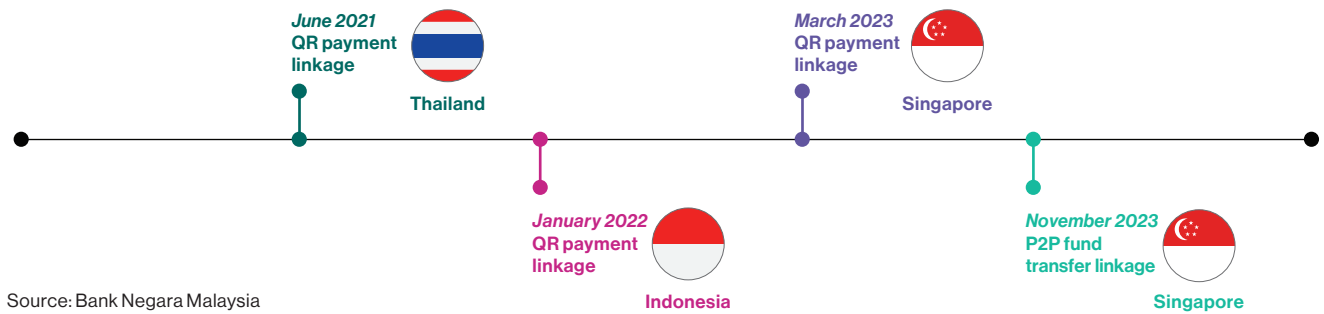 June 2021
QR payment
linkage
Thailand
March 2023
QR payment
linkage
Singapore
January 2022
QR payment
linkage
Indonesia
November 2023
P2P fund
transfer linkage
Singapore
Source: Bank Negara Malaysia